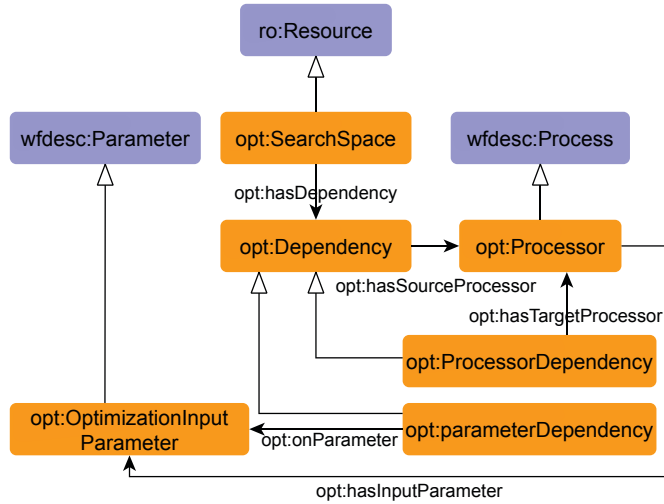 ro:Resource
wfdesc:Parameter
opt:SearchSpace
wfdesc:Process
opt:hasDependency
opt:Dependency
opt:Processor
opt:hasSourceProcessor
opt:hasTargetProcessor
opt:ProcessorDependency
opt:OptimizationInput
Parameter
opt:parameterDependency
opt:onParameter
opt:hasInputParameter